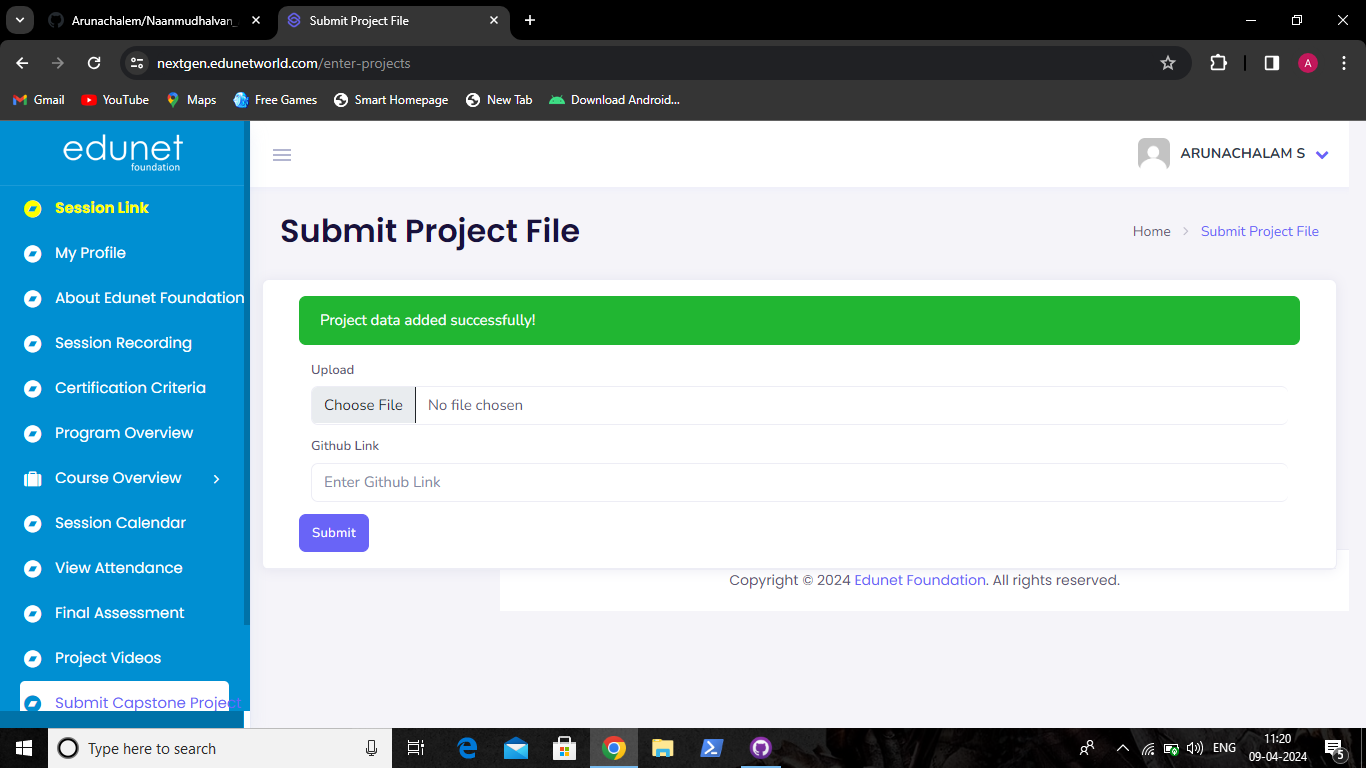 Arunachalem/Naanmudhalvan_
Submit Project File
nextgen.edunetworld.com/enter-projects
A
Gmail
YouTube
Maps
Free Games
Smart Homepage
New Tab
Download Android...
edunet
foundation
ARUNACHALAM S
Session Link
My Profile
About Edunet Foundation
Session Recording
Certification Criteria
Program Overview
Course Overview
Session Calendar
View Attendance
Final Assessment
Project Videos
Submit Capstone Project
Submit Project File
Home > Submit Project File
Project data added successfully!
Upload
Choose File No file chosen
Github Link
Enter Github Link
Submit
Copyright © 2024 Edunet Foundation. All rights reserved.
Type here to search
ENG
11:20
09-04-2024
5